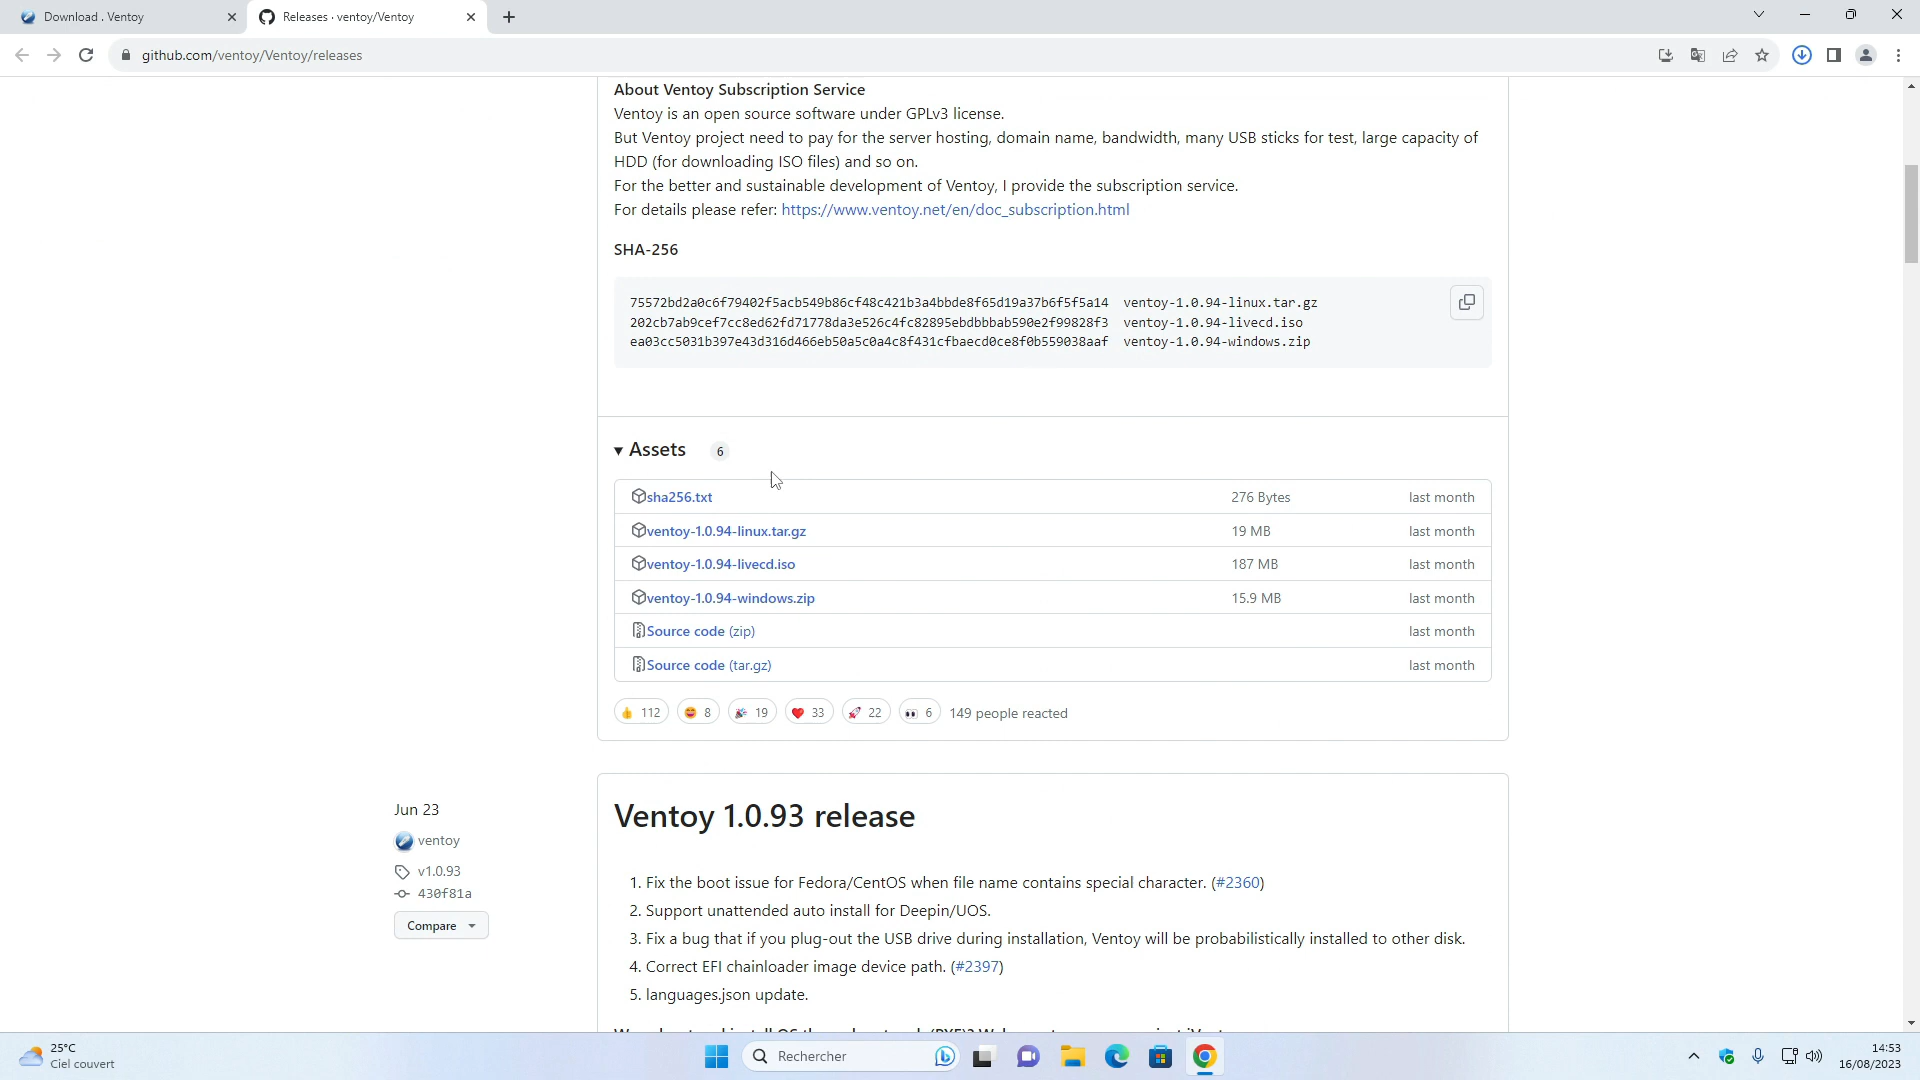 Download . Ventoy
Releases · ventoy/Ventoy
github.com/ventoy/Ventoy/releases
About Ventoy Subscription Service
Ventoy is an open source software under GPLv3 license.
But Ventoy project need to pay for the server hosting, domain name, bandwidth, many USB sticks for test, large capacity of
HDD (for downloading ISO files) and so on.
For the better and sustainable development of Ventoy, I provide the subscription service.
For details please refer: https://www.ventoy.net/en/doc_subscription.html
SHA-256
75572bd2a0c6f79402f5acb549b86cf48c421b3a4bbde8f65d19a37b6f5f5a14 ventoy-1.0.94-linux.tar.gz
202cb7ab9cef7cc8ed62fd71778da3e526c4fc82895ebdbbbab590e2f99828f3 ventoy-1.0.94-livecd.iso
ea03cc5031b397e43d316d466eb50a5c0a4c8f431cfbaecd0ce8f0b559038aaf ventoy-1.0.94-windows.zip
Assets 6
sha256.txt 276 Bytes last month
ventoy-1.0.94-linux.tar.gz 19 MB last month
ventoy-1.0.94-livecd.iso 187 MB last month
ventoy-1.0.94-windows.zip 15.9 MB last month
Source code (zip) last month
Source code (tar.gz) last month
112 8 19 33 22 6 149 people reacted
Jun 23
ventoy
v1.0.93
430f81a
Compare
Ventoy 1.0.93 release
1. Fix the boot issue for Fedora/CentOS when file name contains special character. (#2360)
2. Support unattended auto install for Deepin/UOS.
3. Fix a bug that if you plug-out the USB drive during installation, Ventoy will be probabilistically installed to other disk.
4. Correct EFI chainloader image device path. (#2397)
5. languages.json update.
25°C
Ciel couvert
Rechercher
14:53
16/08/2023